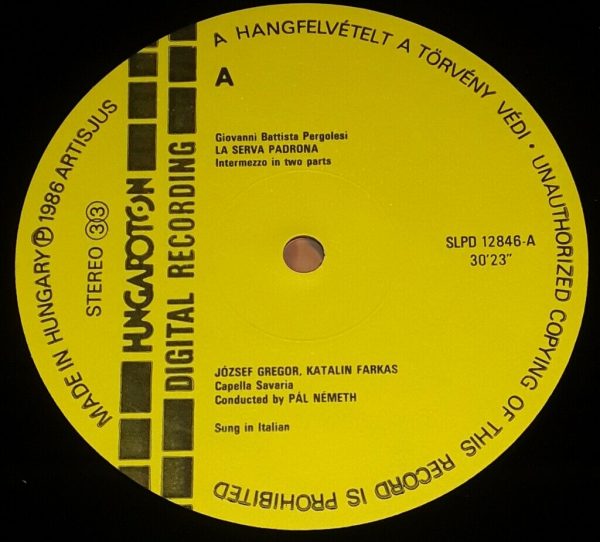 A HANGFELVÉTELT A TÖRVÉNY VÉDI • UNAUTHORIZED COPYING OF THIS RECORD IS PROHIBITED
MADE IN HUNGARY Ⓟ 1986 ARTISJUS
STEREO 33
HUNGAROTON
DIGITAL RECORDING
A
Giovanni Battista Pergolesi
LA SERVA PADRONA
Intermezzo in two parts
SLPD 12846-A
30'23"
JÓZSEF GREGOR, KATALIN FARKAS
Capella Savaria
Conducted by PÁL NÉMETH
Sung in Italian